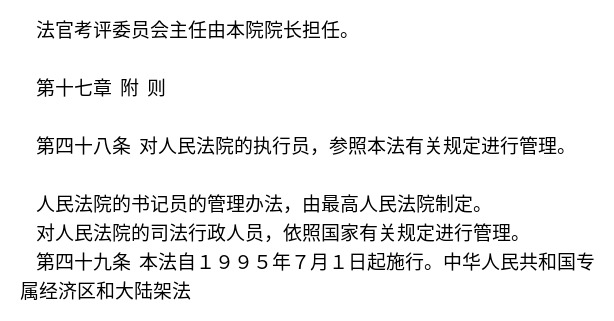 法官考评委员会主任由本院院长担任。
第十七章 附 则
第四十八条 对人民法院的执行员，参照本法有关规定进行管理。
人民法院的书记员的管理办法，由最高人民法院制定。
对人民法院的司法行政人员，依照国家有关规定进行管理。
第四十九条 本法自１９９５年７月１日起施行。中华人民共和国专
属经济区和大陆架法